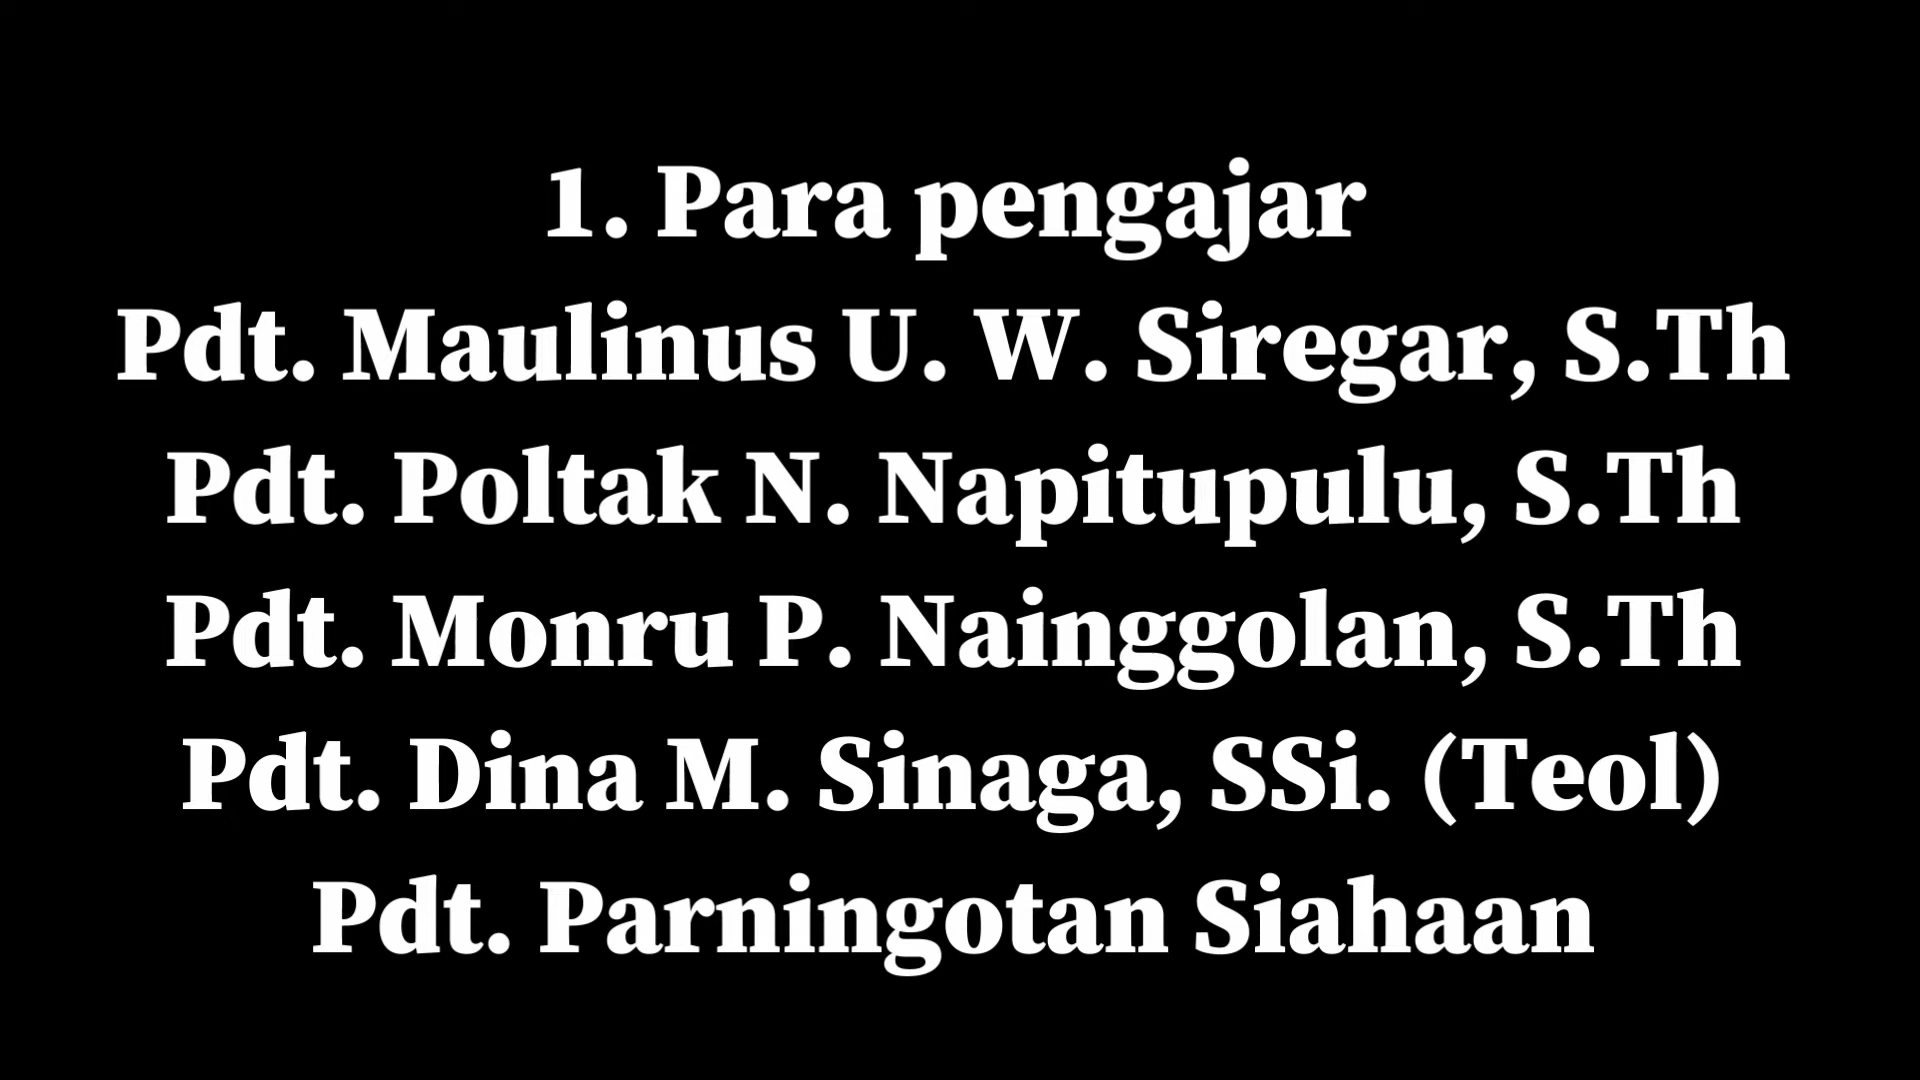 1. Para pengajar
Pdt. Maulinus U. W. Siregar, S.Th
Pdt. Poltak N. Napitupulu, S.Th
Pdt. Monru P. Nainggolan, S.Th
Pdt. Dina M. Sinaga, SSi. (Teol)
Pdt. Parningotan Siahaan